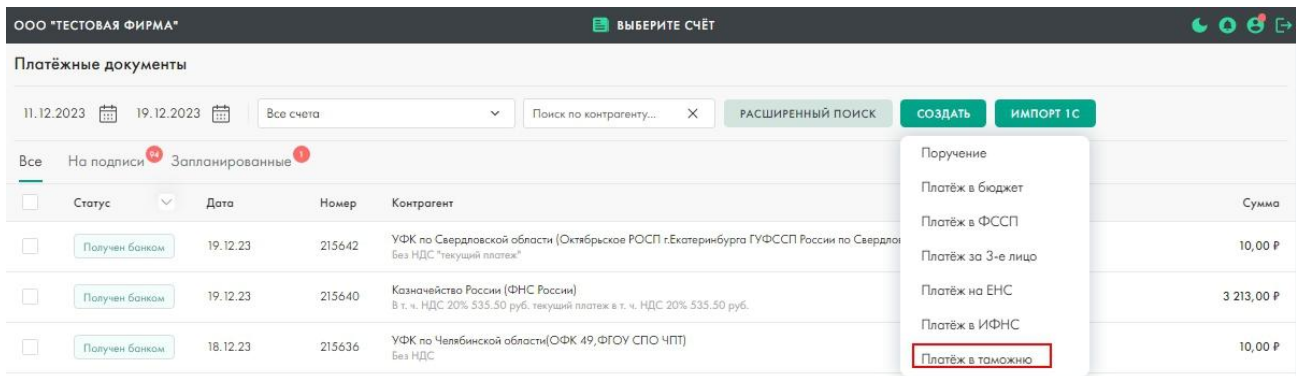 ООО "ТЕСТОВАЯ ФИРМА" ВЫБЕРИТЕ СЧЁТ
Платёжные документы
11.12.2023 19.12.2023 Все счета Поиск по контрагенту... РАСШИРЕННЫЙ ПОИСК СОЗДАТЬ ИМПОРТ 1С
Все На подписи 94 Запланированные 1
Поручение
Платёж в бюджет
Платёж в ФССП
Платёж за 3-е лицо
Платёж на ЕНС
Платёж в ИФНС
Платёж в таможню
Статус Дата Номер Контрагент Сумма
Получен банком 19.12.23 215642 УФК по Свердловской области (Октябрьское РОСП г.Екатеринбурга ГУФССП России по Свердло 10,00 ₽
Без НДС "текущий платеж"
Получен банком 19.12.23 215640 Казначейство России (ФНС России) 3 213,00 ₽
В т. ч. НДС 20% 535.50 руб. текущий платеж в т. ч. НДС 20% 535.50 руб.
Получен банком 18.12.23 215636 УФК по Челябинской области(ОФК 49,ФГОУ СПО ЧПТ) 10,00 ₽
Без НДС